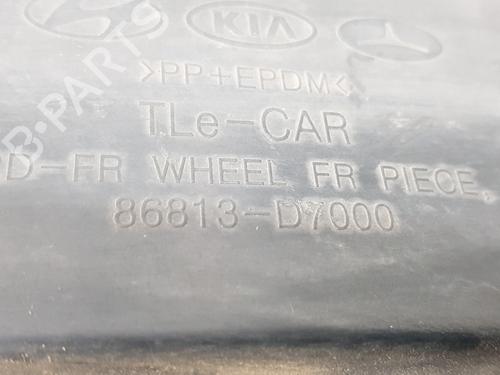 KIA
>PP+EPDM<
TLe-CAR
D-FR WHEEL FR PIECE,
86813-D7000
B-PARTS